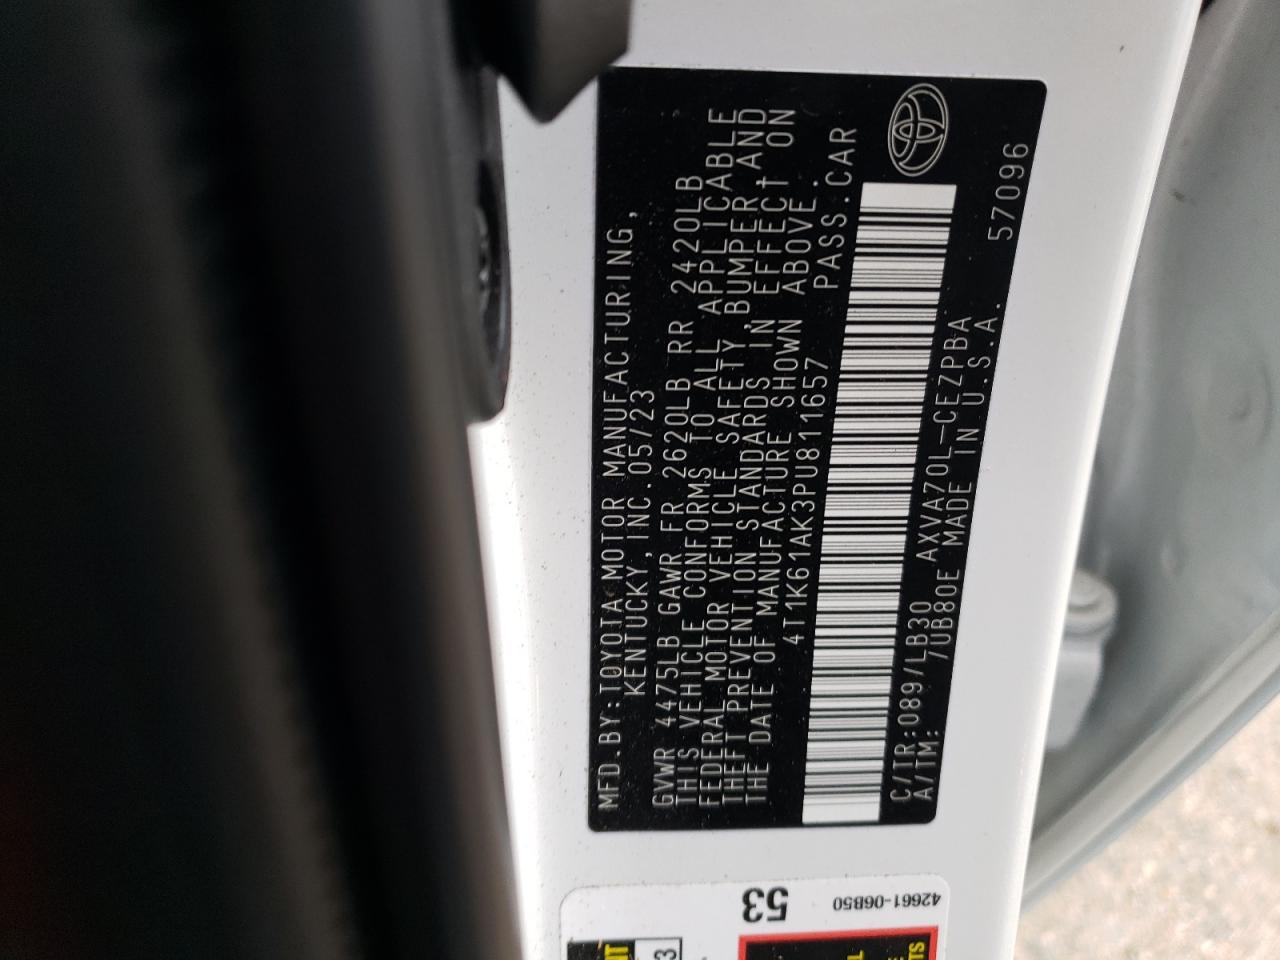 MFD.BY:TOYOTA MOTOR MANUFACTURING,
KENTUCKY,INC.05/23
GVWR 4475LB GAWR FR 2620LB RR 2420LB
THIS VEHICLE CONFORMS TO ALL APPLICABLE
FEDERAL MOTOR VEHICLE SAFETY,BUMPER,AND
THEFT PREVENTION STANDARDS IN EFFECT ON
THE DATE OF MANUFACTURE SHOWN ABOVE.
4T1K61AK3PU811657 PASS.CAR
C/TR:089/LB30 AXVA70L-CEZPBA
A/TM: /UB80E MADE IN U.S.A. 57096
53
42661-06B50